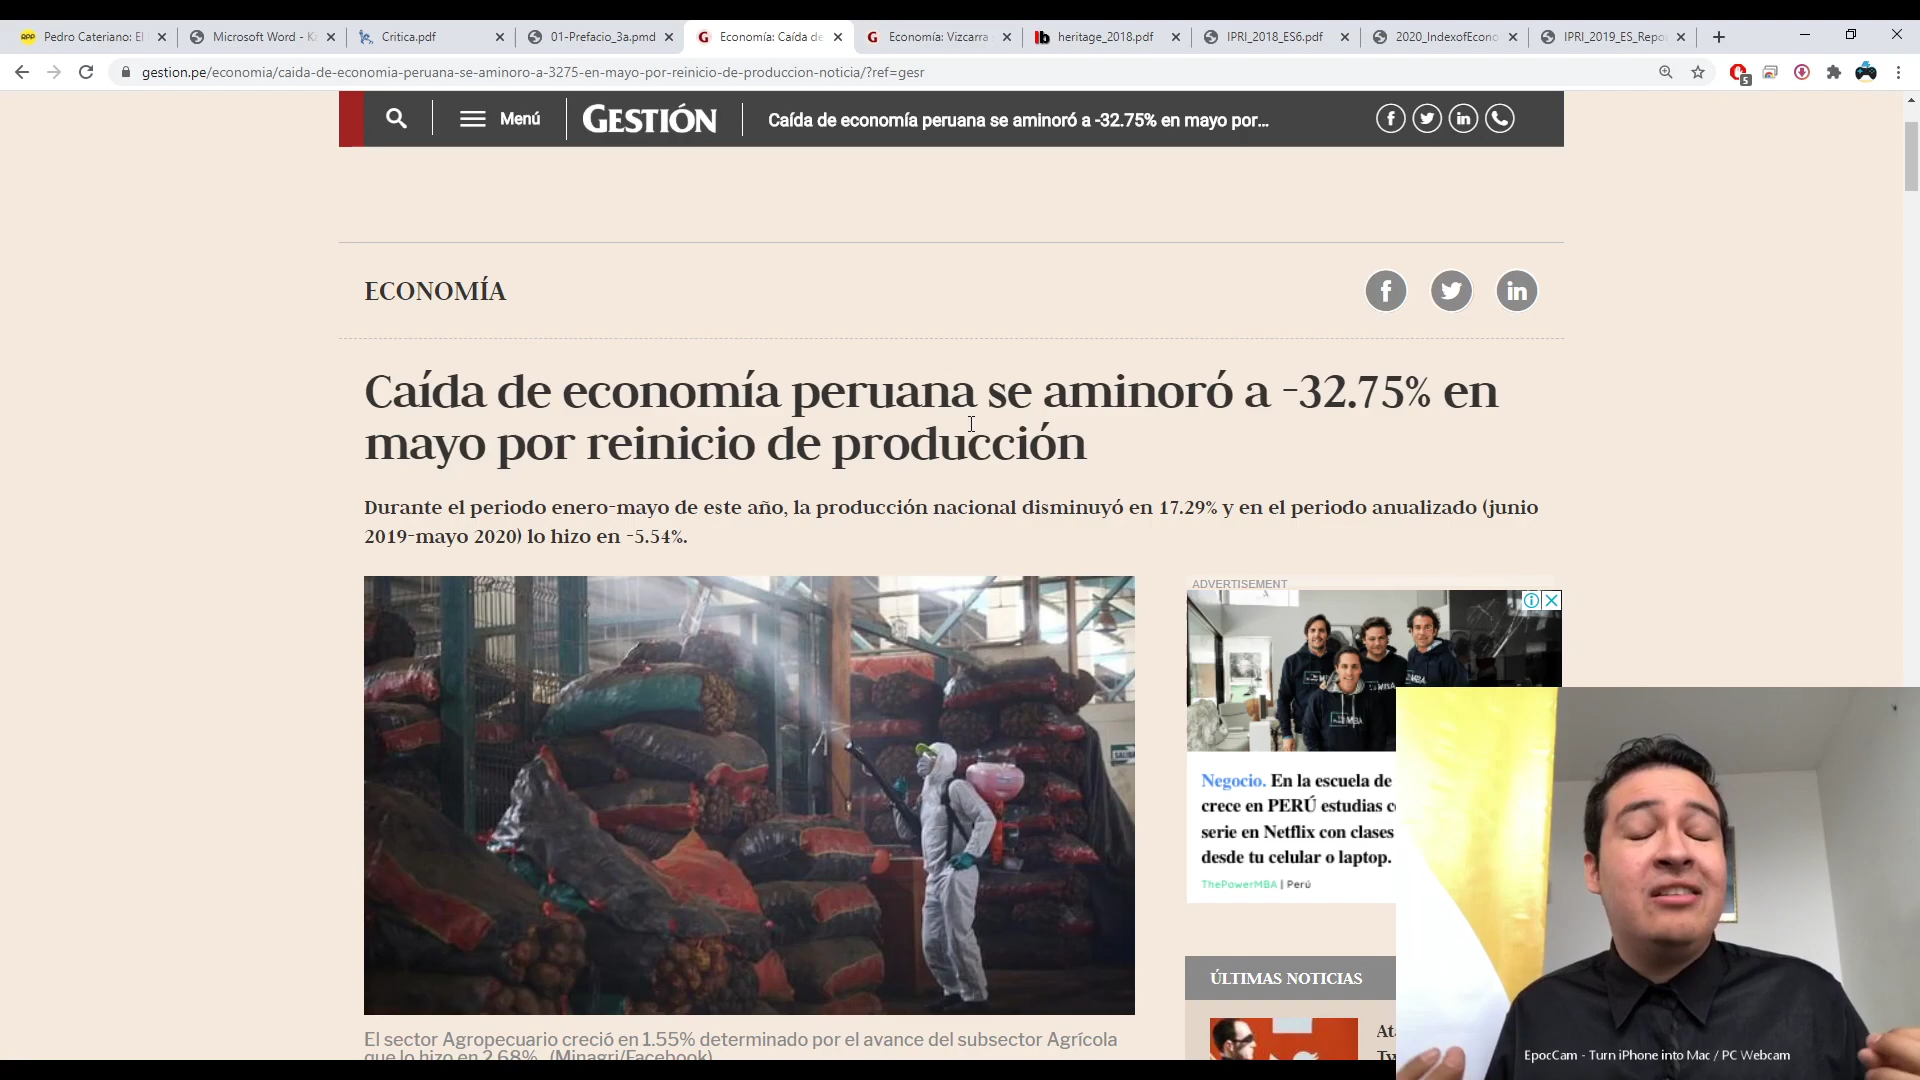 Pedro Cateriano: El
Microsoft Word - Ka
Critica.pdf
01-Prefacio_3a.pmd
Economía: Caída de
Economía: Vizcarra
heritage_2018.pdf
IPRI_2018_ES6.pdf
2020_IndexofEcono
IPRI_2019_ES_Repo
gestion.pe/economia/caida-de-economia-peruana-se-aminoro-a-3275-en-mayo-por-reinicio-de-produccion-noticia/?ref=gesr
Menú
GESTIÓN
Caída de economía peruana se aminoró a -32.75% en mayo por...
ECONOMÍA
Caída de economía peruana se aminoró a -32.75% en
mayo por reinicio de producción
Durante el periodo enero-mayo de este año, la producción nacional disminuyó en 17.29% y en el periodo anualizado (junio
2019-mayo 2020) lo hizo en -5.54%.
ADVERTISEMENT
Negocio. En la escuela de
crece en PERÚ estudias c
serie en Netflix con clases
desde tu celular o laptop.
ThePowerMBA | Perú
ÚLTIMAS NOTICIAS
El sector Agropecuario creció en 1.55% determinado por el avance del subsector Agrícola
que lo hizo en 2.68%. (Minagri/Facebook)
EpocCam - Turn iPhone into Mac / PC Webcam